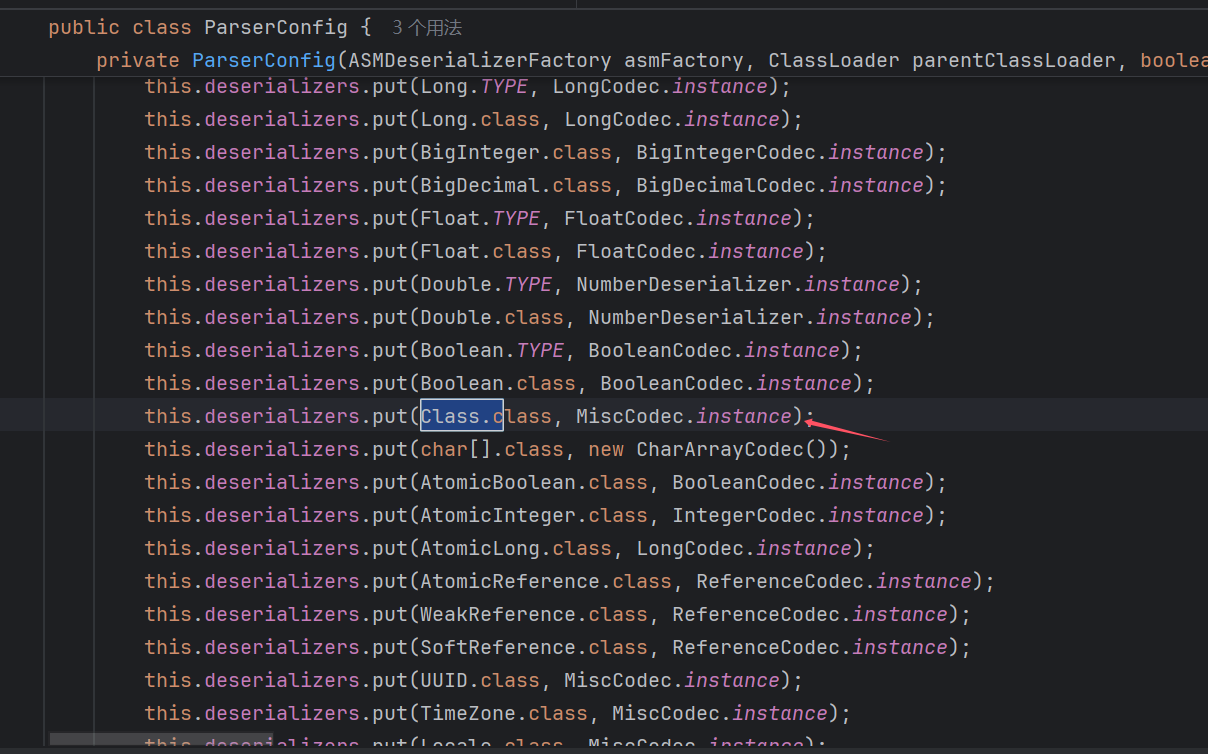 public class ParserConfig { 3 个用法
private ParserConfig(ASMDeserializerFactory asmFactory, ClassLoader parentClassLoader, boolea
this.deserializers.put(Long.TYPE, LongCodec.instance);
this.deserializers.put(Long.class, LongCodec.instance);
this.deserializers.put(BigInteger.class, BigIntegerCodec.instance);
this.deserializers.put(BigDecimal.class, BigDecimalCodec.instance);
this.deserializers.put(Float.TYPE, FloatCodec.instance);
this.deserializers.put(Float.class, FloatCodec.instance);
this.deserializers.put(Double.TYPE, NumberDeserializer.instance);
this.deserializers.put(Double.class, NumberDeserializer.instance);
this.deserializers.put(Boolean.TYPE, BooleanCodec.instance);
this.deserializers.put(Boolean.class, BooleanCodec.instance);
this.deserializers.put(Class.class, MiscCodec.instance);
this.deserializers.put(char[].class, new CharArrayCodec());
this.deserializers.put(AtomicBoolean.class, BooleanCodec.instance);
this.deserializers.put(AtomicInteger.class, IntegerCodec.instance);
this.deserializers.put(AtomicLong.class, LongCodec.instance);
this.deserializers.put(AtomicReference.class, ReferenceCodec.instance);
this.deserializers.put(WeakReference.class, ReferenceCodec.instance);
this.deserializers.put(SoftReference.class, ReferenceCodec.instance);
this.deserializers.put(UUID.class, MiscCodec.instance);
this.deserializers.put(TimeZone.class, MiscCodec.instance);
this.deserializers.put(Locale.class, MiscCodec.instance);